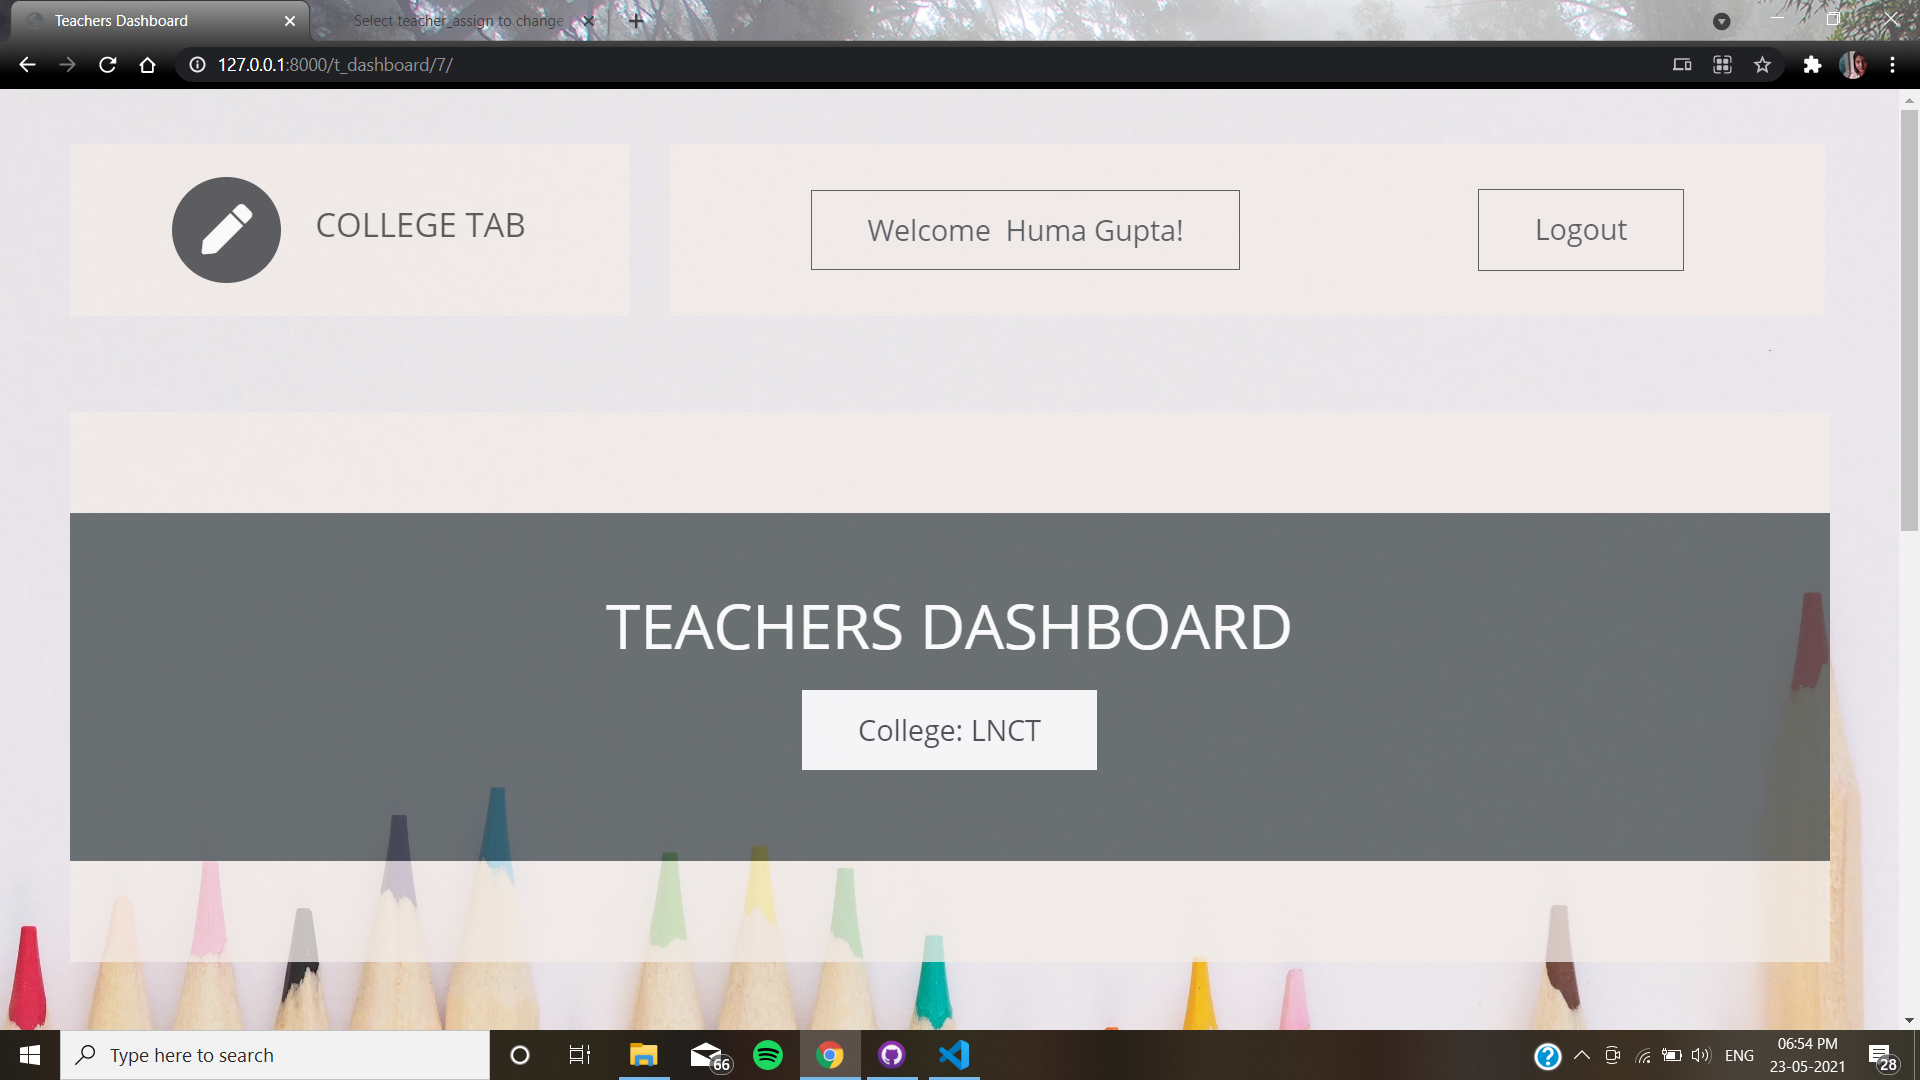 Teachers Dashboard
Select teacher_assign to change
127.0.0.1:8000/t_dashboard/7/
COLLEGE TAB
Welcome  Huma Gupta!
Logout
TEACHERS DASHBOARD
College: LNCT
Type here to search
66
ENG
06:54 PM
23-05-2021
28